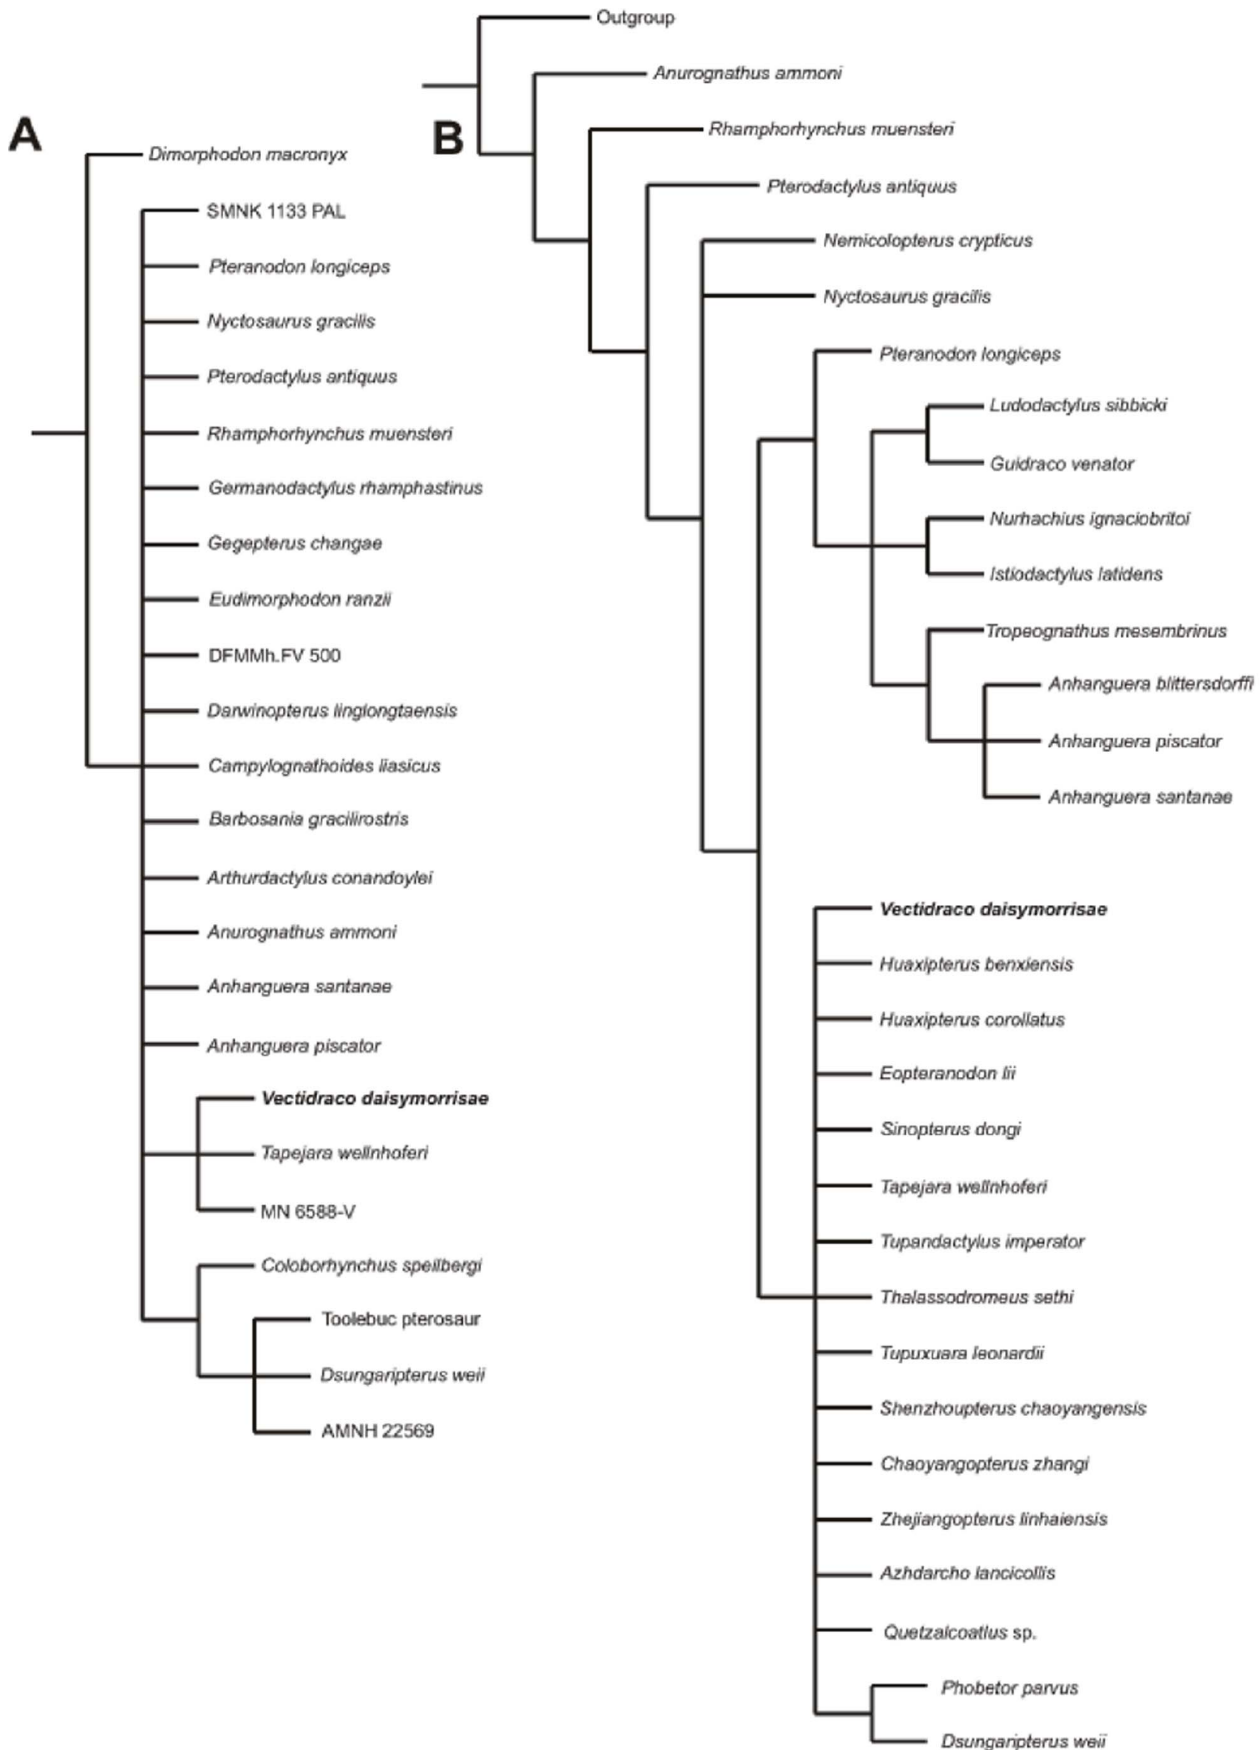 A
Dimorphodon macronyx
SMNK 1133 PAL
Pteranodon longiceps
Nyctosaurus gracilis
Pterodactylus antiquus
Rhamphorhynchus muensteri
Germanodactylus rhamphastinus
Gegepterus changae
Eudimorphodon ranzii
DFMMh.FV 500
Darwinopterus linglongtaensis
Campylognathoides liasicus
Barbosania gracilirostris
Arthurdactylus conandoylei
Anurognathus ammoni
Anhanguera santanae
Anhanguera piscator
Vectidraco daisymorrisae
Tapejara wellnhoferi
MN 6588-V
Coloborhynchus speilbergi
Toolebuc pterosaur
Dsungaripterus weii
AMNH 22569
B
Outgroup
Anurognathus ammoni
Rhamphorhynchus muensteri
Pterodactylus antiquus
Nemicolopterus crypticus
Nyctosaurus gracilis
Pteranodon longiceps
Ludodactylus sibbicki
Guidraco venator
Nurhachius ignaciobritoi
Istiodactylus latidens
Tropeognathus mesembrinus
Anhanguera blittersdorffi
Anhanguera piscator
Anhanguera santanae
Vectidraco daisymorrisae
Huaxipterus benxiensis
Huaxipterus corollatus
Eopteranodon lii
Sinopterus dongi
Tapejara wellnhoferi
Tupandactylus imperator
Thalassodromeus sethi
Tupuxuara leonardii
Shenzhoupterus chaoyangensis
Chaoyangopterus zhangi
Zhejiangopterus linhaiensis
Azhdarcho lancicollis
Quetzalcoatlus sp.
Phobetor parvus
Dsungaripterus weii